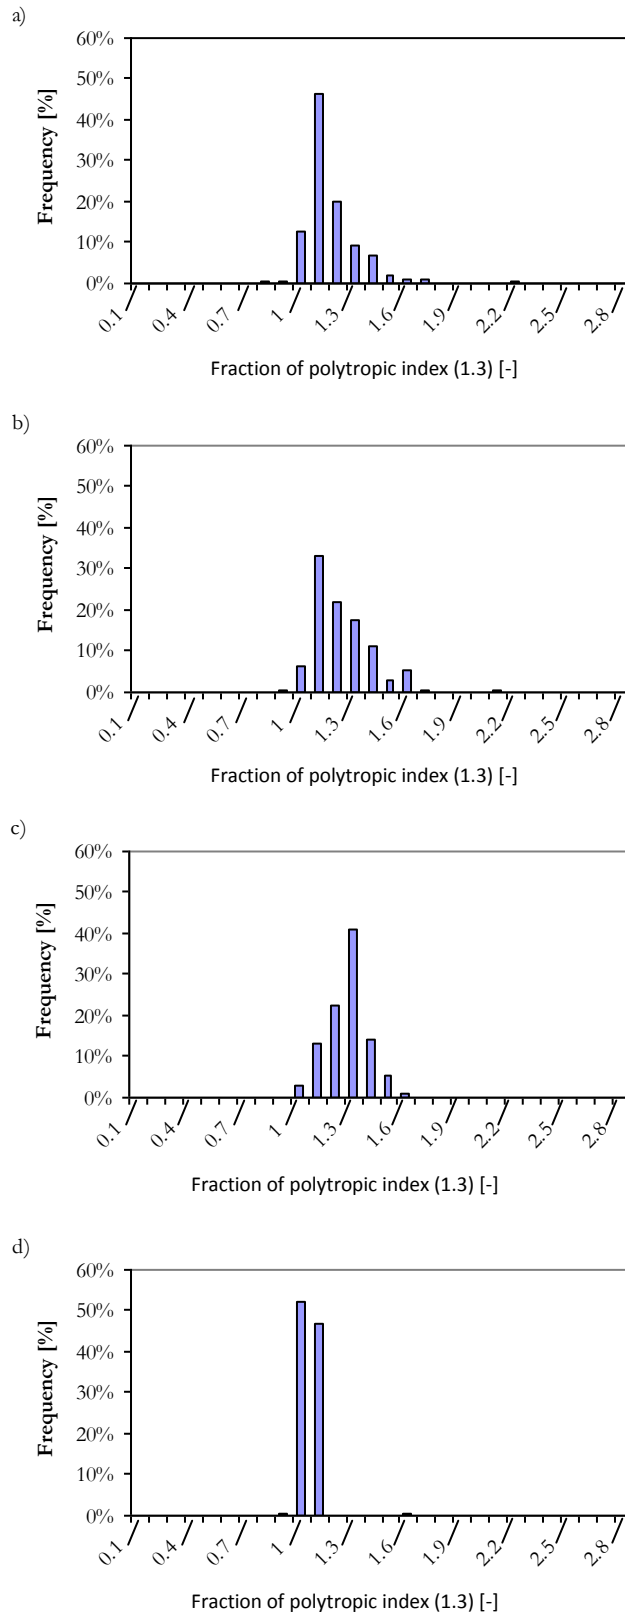 a)
60%
50%
40%
30%
20%
10%
0%
Frequency [%]
0.1 0.4 0.7 1 1.3 1.6 1.9 2.2 2.5 2.8
Fraction of polytropic index (1.3) [-]
b)
60%
50%
40%
30%
20%
10%
0%
Frequency [%]
0.1 0.4 0.7 1 1.3 1.6 1.9 2.2 2.5 2.8
Fraction of polytropic index (1.3) [-]
c)
60%
50%
40%
30%
20%
10%
0%
Frequency [%]
0.1 0.4 0.7 1 1.3 1.6 1.9 2.2 2.5 2.8
Fraction of polytropic index (1.3) [-]
d)
60%
50%
40%
30%
20%
10%
0%
Frequency [%]
0.1 0.4 0.7 1 1.3 1.6 1.9 2.2 2.5 2.8
Fraction of polytropic index (1.3) [-]